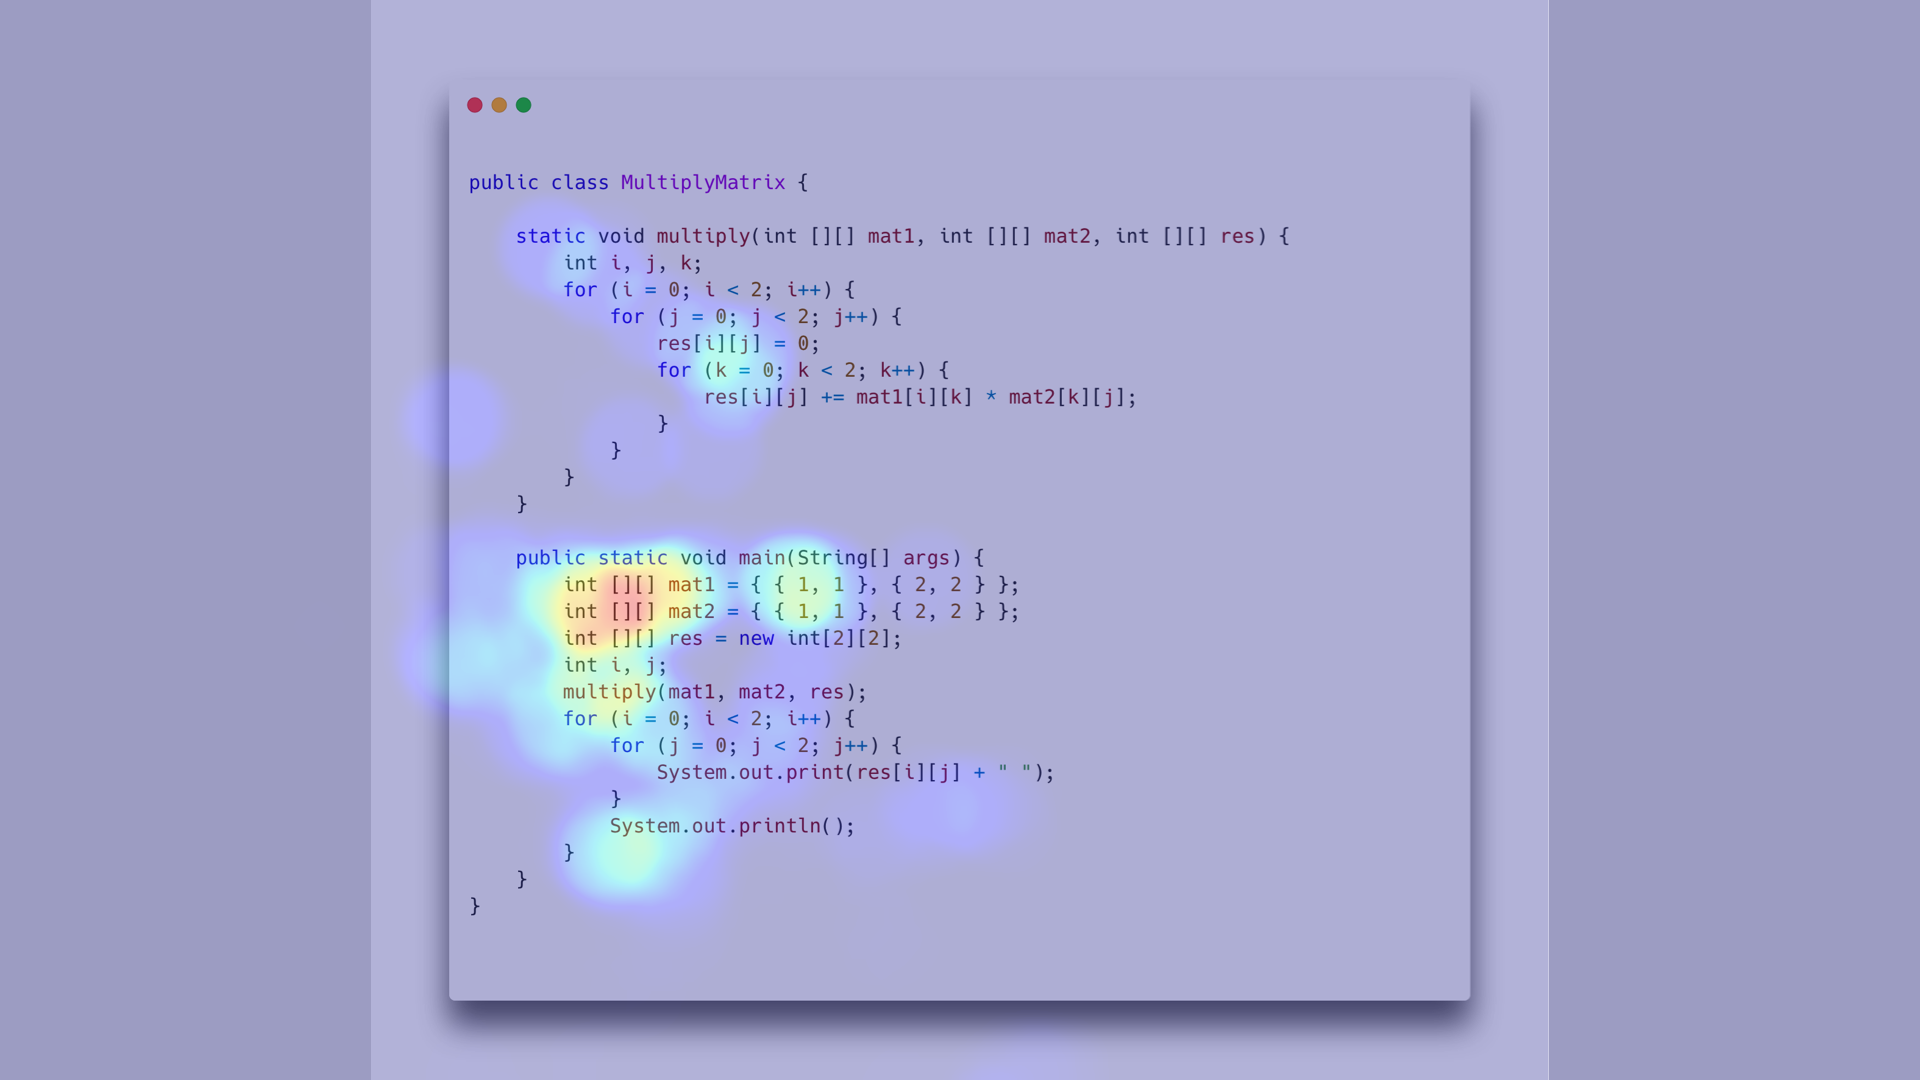 public class MultiplyMatrix {
static void multiply(int [][] mat1, int [][] mat2, int [][] res) {
int i, j, k;
for (i = 0; i < 2; i++) {
for (j = 0; j < 2; j++) {
res[i][j] = 0;
for (k = 0; k < 2; k++) {
res[i][j] += mat1[i][k] * mat2[k][j];
}
}
}
}
public static void main(String[] args) {
int [][] mat1 = { { 1, 1 }, { 2, 2 } };
int [][] mat2 = { { 1, 1 }, { 2, 2 } };
int [][] res = new int[2][2];
int i, j;
multiply(mat1, mat2, res);
for (i = 0; i < 2; i++) {
for (j = 0; j < 2; j++) {
System.out.print(res[i][j] + " ");
}
System.out.println();
}
}
}